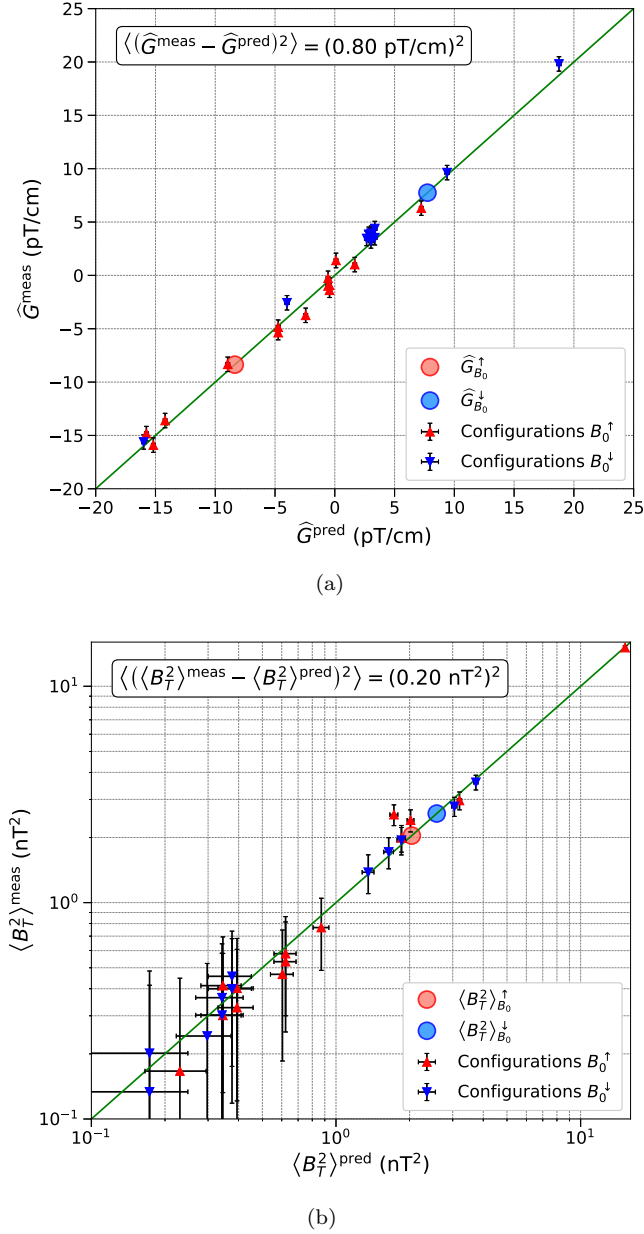 ⟨(Ĝ^meas − Ĝ^pred)²⟩ = (0.80 pT/cm)²
25
20
15
10
5
0
−5
−10
−15
−20
Ĝ^meas (pT/cm)
Ĝ↑_B₀
Ĝ↓_B₀
Configurations B₀↑
Configurations B₀↓
−20 −15 −10 −5 0 5 10 15 20 25
Ĝ^pred (pT/cm)
(a)
⟨(⟨B_T²⟩^meas − ⟨B_T²⟩^pred)²⟩ = (0.20 nT²)²
10¹
10⁰
10⁻¹
⟨B_T²⟩^meas (nT²)
⟨B_T²⟩↑_B₀
⟨B_T²⟩↓_B₀
Configurations B₀↑
Configurations B₀↓
10⁻¹ 10⁰ 10¹
⟨B_T²⟩^pred (nT²)
(b)